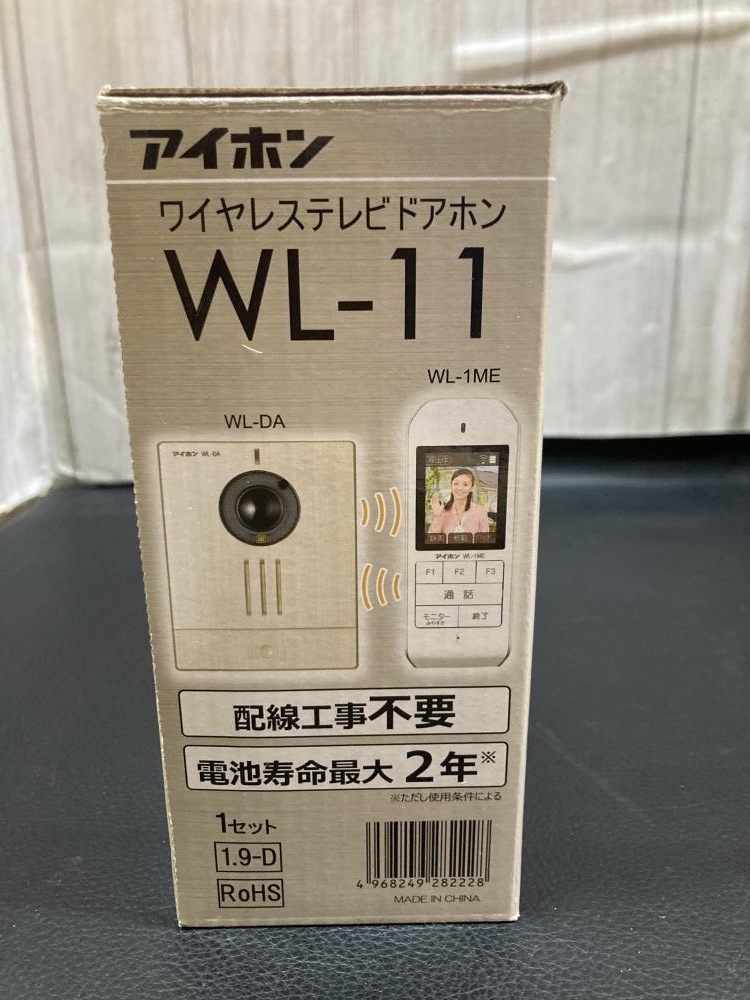 アイホン
ワイヤレステレビドアホン
WL-11
WL-1ME
WL-DA
アイホン WL-DA
アイホン WL-1ME
F1 F2 F3
通話
モニター 終了
配線工事不要
電池寿命最大2年※
※ただし使用条件による
1セット
1.9-D
RoHS
4 968249 282228
MADE IN CHINA